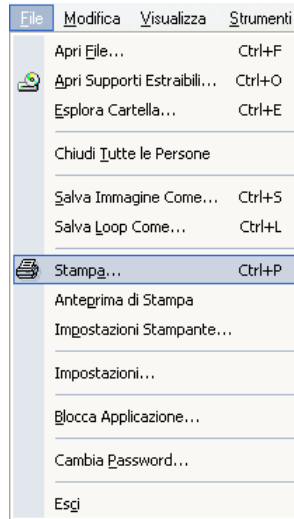 File Modifica Visualizza Strumenti
Apri File... Ctrl+F
Apri Supporti Estraibili... Ctrl+O
Esplora Cartella... Ctrl+E
Chiudi Tutte le Persone
Salva Immagine Come... Ctrl+S
Salva Loop Come... Ctrl+L
Stampa... Ctrl+P
Anteprima di Stampa
Impostazioni Stampante...
Impostazioni...
Blocca Applicazione...
Cambia Password...
Esci